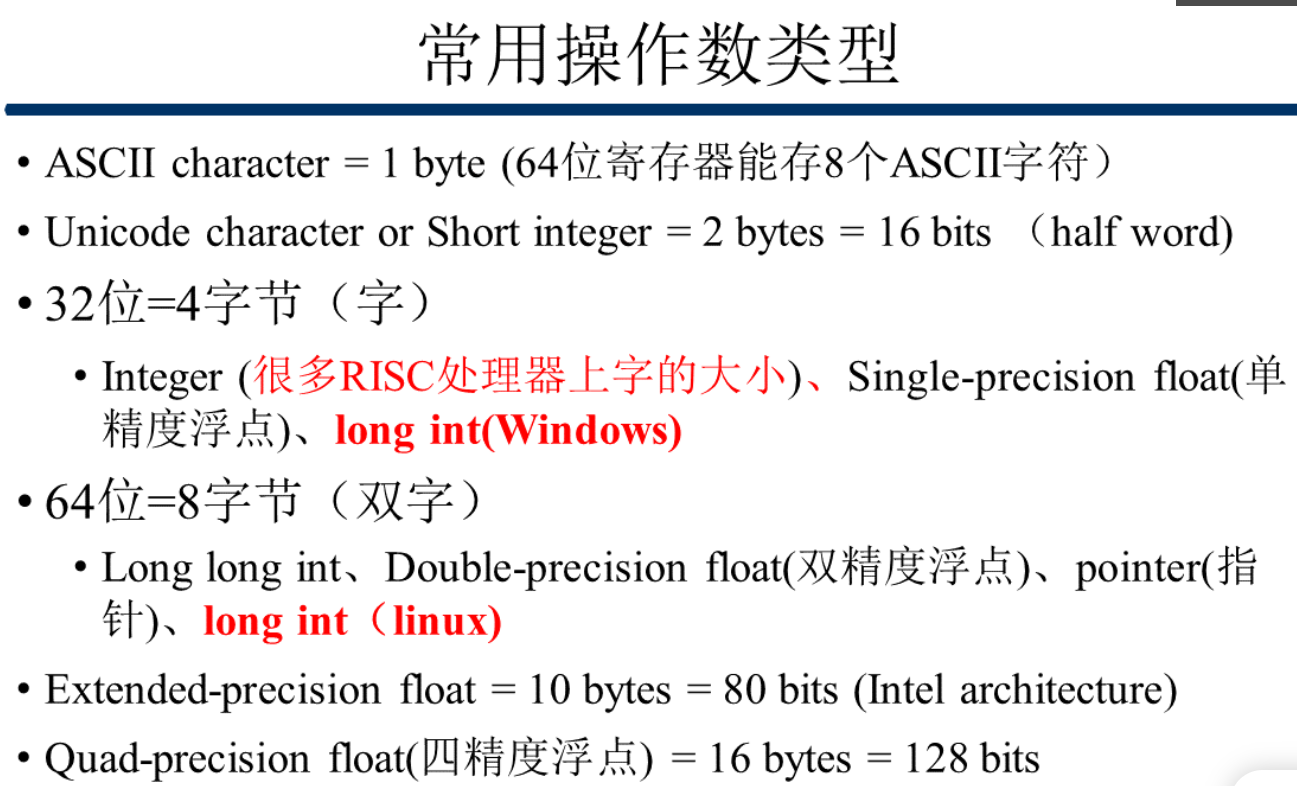 常用操作数类型
• ASCII character = 1 byte (64位寄存器能存8个ASCII字符）
• Unicode character or Short integer = 2 bytes = 16 bits （half word)
• 32位=4字节（字）
• Integer (很多RISC处理器上字的大小)、Single-precision float(单
精度浮点)、long int(Windows)
• 64位=8字节（双字）
• Long long int、Double-precision float(双精度浮点)、pointer(指
针)、long int（linux)
• Extended-precision float = 10 bytes = 80 bits (Intel architecture)
• Quad-precision float(四精度浮点) = 16 bytes = 128 bits